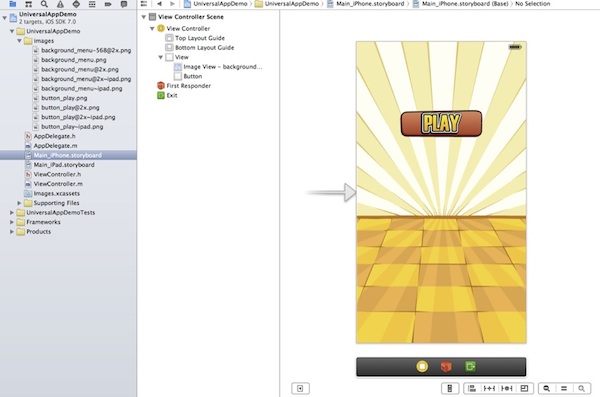 UniversalAppDemo
2 targets, iOS SDK 7.0
UniversalAppDemo
Images
background_menu-568@2x.png
background_menu.png
background_menu@2x.png
background_menu@2x~ipad.png
background_menu~ipad.png
button_play.png
button_play@2x.png
button_play@2x~ipad.png
button_play~ipad.png
AppDelegate.h
AppDelegate.m
Main_iPhone.storyboard
Main_iPad.storyboard
ViewController.h
ViewController.m
Images.xcassets
Supporting Files
UniversalAppDemoTests
Frameworks
Products
UniversalAppDemo
UniversalAppDemo
Main_iPhone.storyboard
Main_iPhone.storyboard (Base)
No Selection
View Controller Scene
View Controller
Top Layout Guide
Bottom Layout Guide
View
Image View – background...
Button
First Responder
Exit
PLAY